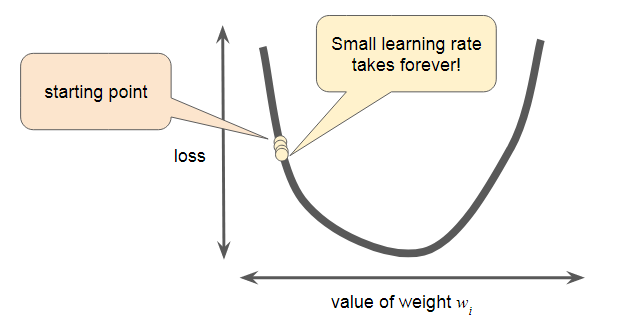 Small learning rate
takes forever!
starting point
loss
value of weight wᵢ